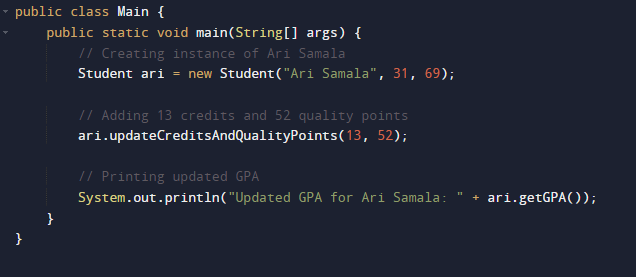 public class Main {
    public static void main(String[] args) {
        // Creating instance of Ari Samala
        Student ari = new Student("Ari Samala", 31, 69);
        // Adding 13 credits and 52 quality points
        ari.updateCreditsAndQualityPoints(13, 52);
        // Printing updated GPA
        System.out.println("Updated GPA for Ari Samala: " + ari.getGPA());
    }
}